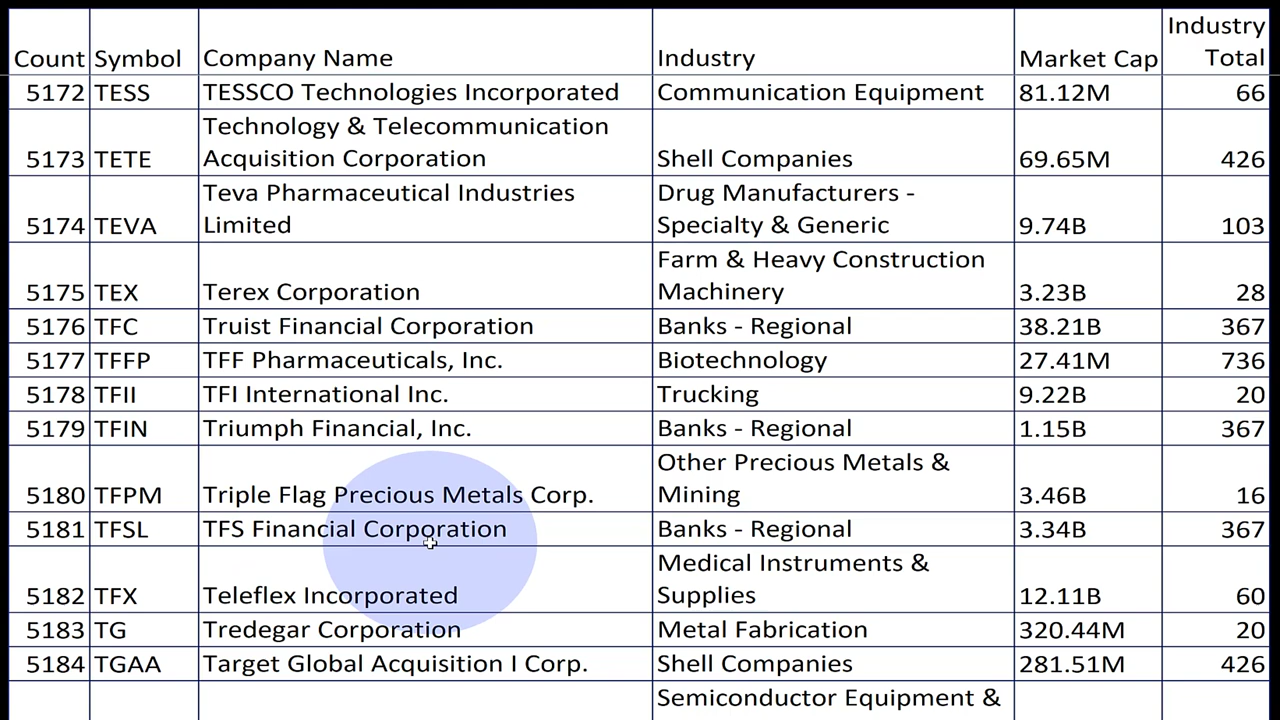 Count Symbol Company Name Industry Market Cap Industry Total
5172 TESS TESSCO Technologies Incorporated Communication Equipment 81.12M 66
5173 TETE Technology & Telecommunication Acquisition Corporation Shell Companies 69.65M 426
5174 TEVA Teva Pharmaceutical Industries Limited Drug Manufacturers - Specialty & Generic 9.74B 103
5175 TEX Terex Corporation Farm & Heavy Construction Machinery 3.23B 28
5176 TFC Truist Financial Corporation Banks - Regional 38.21B 367
5177 TFFP TFF Pharmaceuticals, Inc. Biotechnology 27.41M 736
5178 TFII TFI International Inc. Trucking 9.22B 20
5179 TFIN Triumph Financial, Inc. Banks - Regional 1.15B 367
5180 TFPM Triple Flag Precious Metals Corp. Other Precious Metals & Mining 3.46B 16
5181 TFSL TFS Financial Corporation Banks - Regional 3.34B 367
5182 TFX Teleflex Incorporated Medical Instruments & Supplies 12.11B 60
5183 TG Tredegar Corporation Metal Fabrication 320.44M 20
5184 TGAA Target Global Acquisition I Corp. Shell Companies 281.51M 426
Semiconductor Equipment &